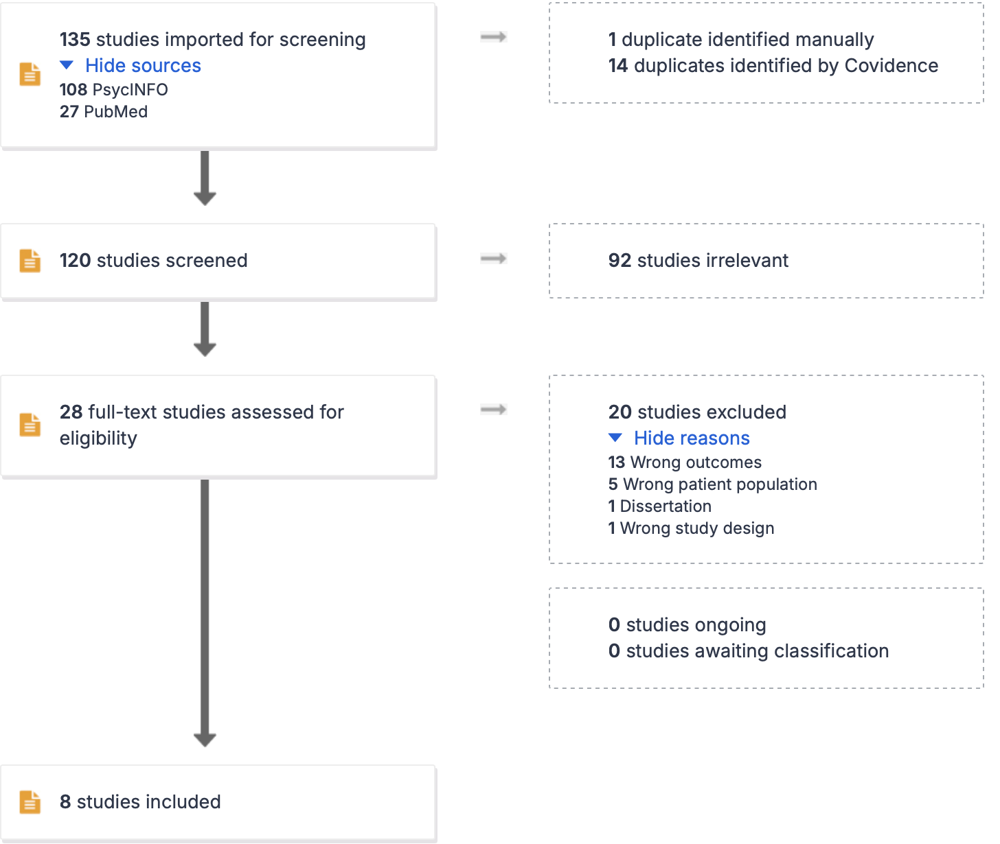 135 studies imported for screening
Hide sources
108 PsycINFO
27 PubMed
1 duplicate identified manually
14 duplicates identified by Covidence
120 studies screened
92 studies irrelevant
28 full-text studies assessed for
eligibility
20 studies excluded
Hide reasons
13 Wrong outcomes
5 Wrong patient population
1 Dissertation
1 Wrong study design
0 studies ongoing
0 studies awaiting classification
8 studies included